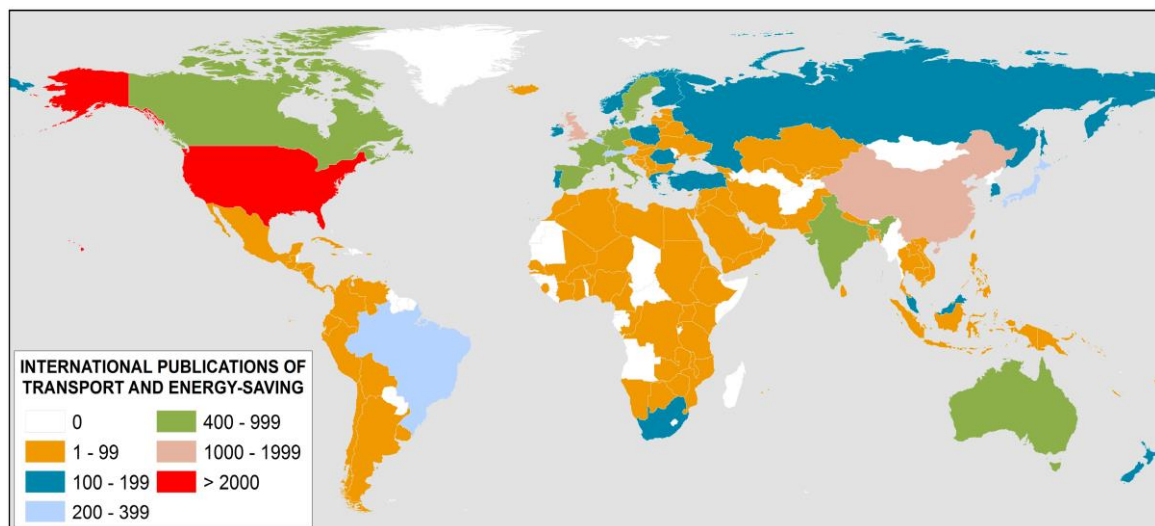 INTERNATIONAL PUBLICATIONS OF
TRANSPORT AND ENERGY-SAVING
0
1 - 99
100 - 199
200 - 399
400 - 999
1000 - 1999
> 2000